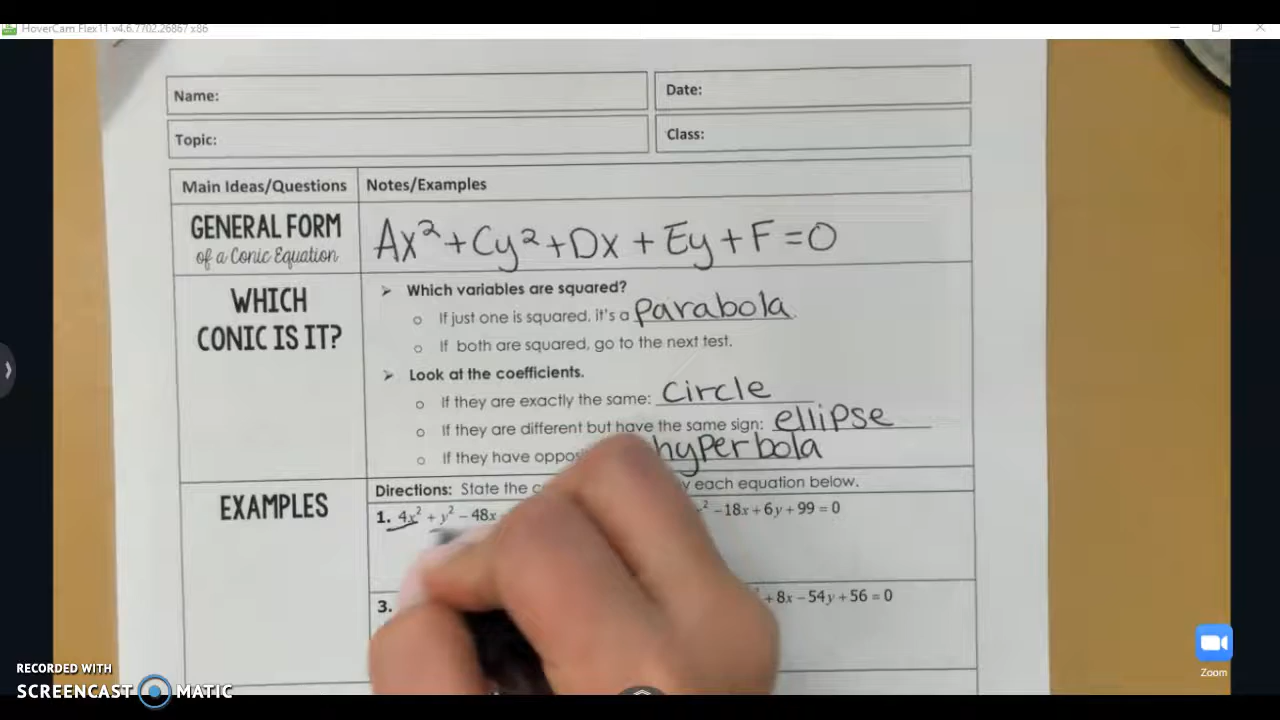 HoverCam Flex11 v4.6.7702.26867 x86
Name:
Date:
Topic:
Class:
Main Ideas/Questions
Notes/Examples
GENERAL FORM
of a Conic Equation
Ax² + Cy² + Dx + Ey + F = 0
WHICH
CONIC IS IT?
➢ Which variables are squared?
o If just one is squared, it's a parabola
o If both are squared, go to the next test.
➢ Look at the coefficients.
o If they are exactly the same: circle
o If they are different but have the same sign: ellipse
o If they have hyperbola
EXAMPLES
Directions: State the each equation below.
1. 4x² + y² – 48x
– 18x + 6y + 99 = 0
3.
+ 8x – 54y + 56 = 0
Zoom
RECORDED WITH
SCREENCAST MATIC